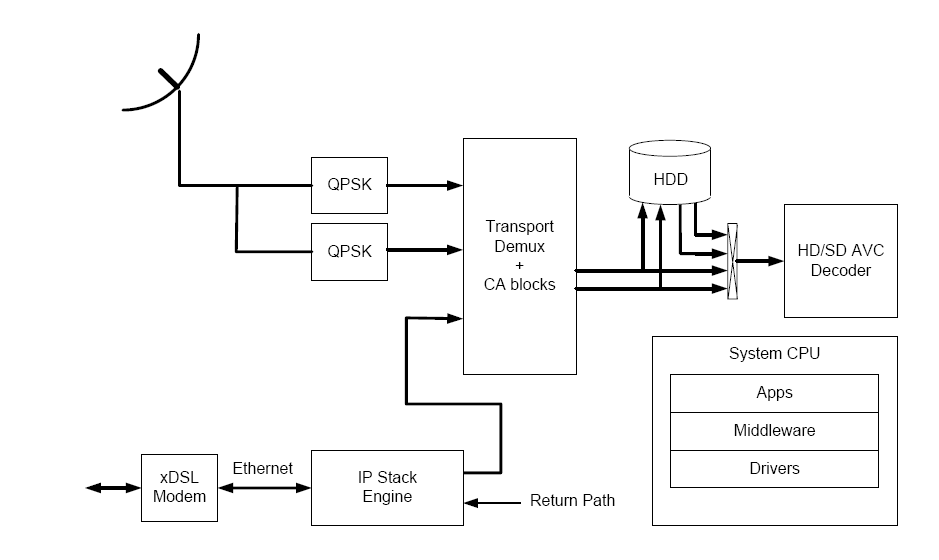 QPSK
QPSK
Transport
Demux
+
CA blocks
HDD
HD/SD AVC
Decoder
System CPU
Apps
Middleware
Drivers
xDSL
Modem
Ethernet
IP Stack
Engine
Return Path